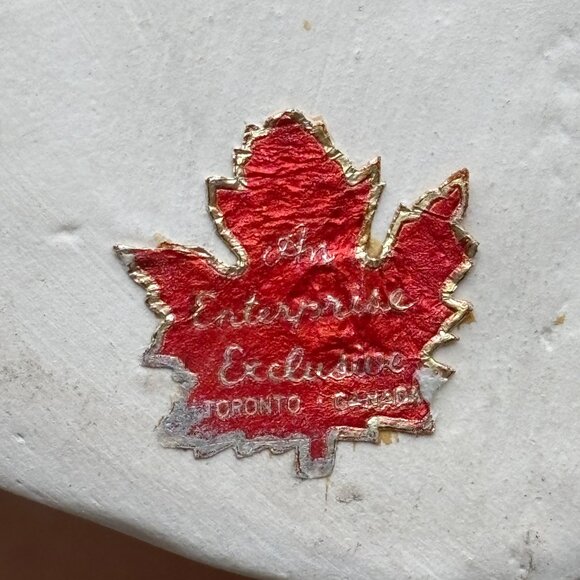 An
Enterprise
Exclusive
TORONTO · CANADA